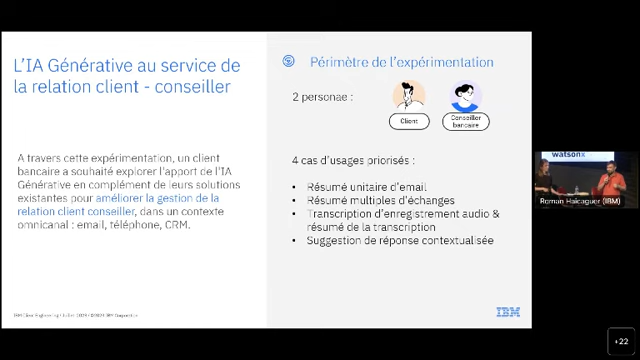 L'IA Générative au service de
la relation client - conseiller
A travers cette expérimentation, un client
bancaire a souhaité explorer l'apport de l'IA
Générative en complément de leurs solutions
existantes pour améliorer la gestion de la
relation client conseiller, dans un contexte
omnicanal : email, téléphone, CRM.
Périmètre de l'expérimentation
2 personae :
Client
Conseiller
bancaire
4 cas d'usages priorisés :
• Résumé unitaire d'email
• Résumé multiples d'échanges
• Transcription d'enregistrement audio &
résumé de la transcription
• Suggestion de réponse contextualisée
IBM
watsonx
Roman Haicaguer (IBM)
+22